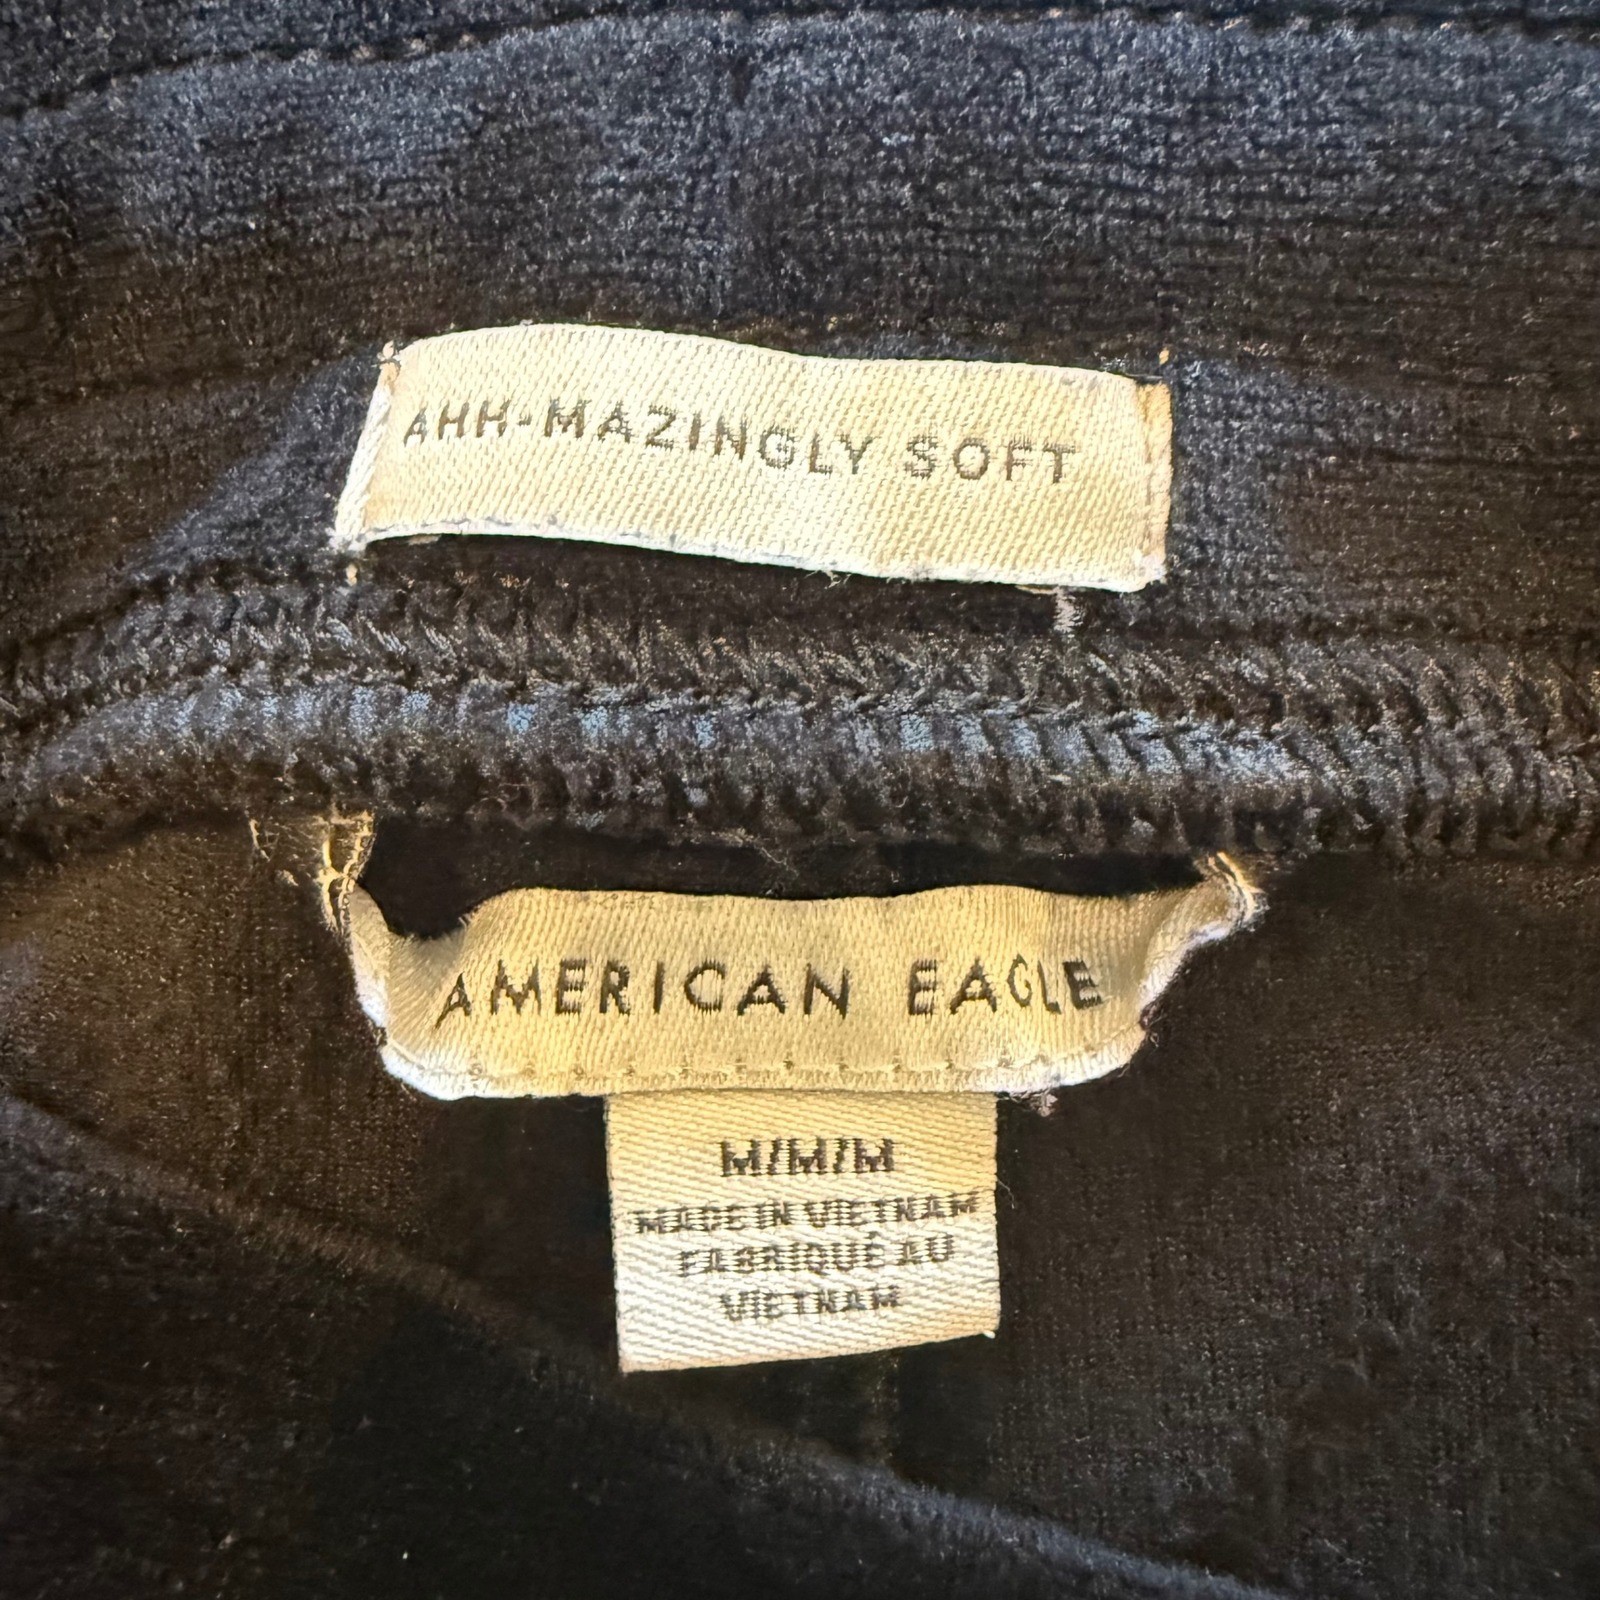 AHH-MAZINGLY SOFT
AMERICAN EAGLE
M/M/M
MADE IN VIETNAM
FABRIQUÉ AU
VIETNAM